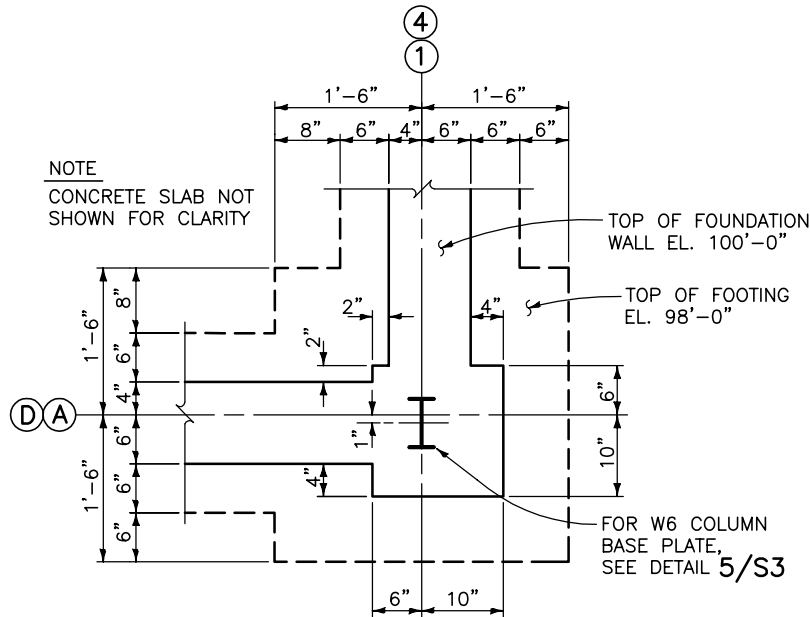 4
1
1'-6" 1'-6"
8" 6" 4" 6" 6" 6"
NOTE
CONCRETE SLAB NOT
SHOWN FOR CLARITY
TOP OF FOUNDATION
WALL EL. 100'-0"
TOP OF FOOTING
EL. 98'-0"
1'-6"
8"
6"
4"
2"
2"
4"
6"
D A
1"
1'-6"
6"
6"
6"
4"
10"
FOR W6 COLUMN
BASE PLATE,
SEE DETAIL 5/S3
6" 10"